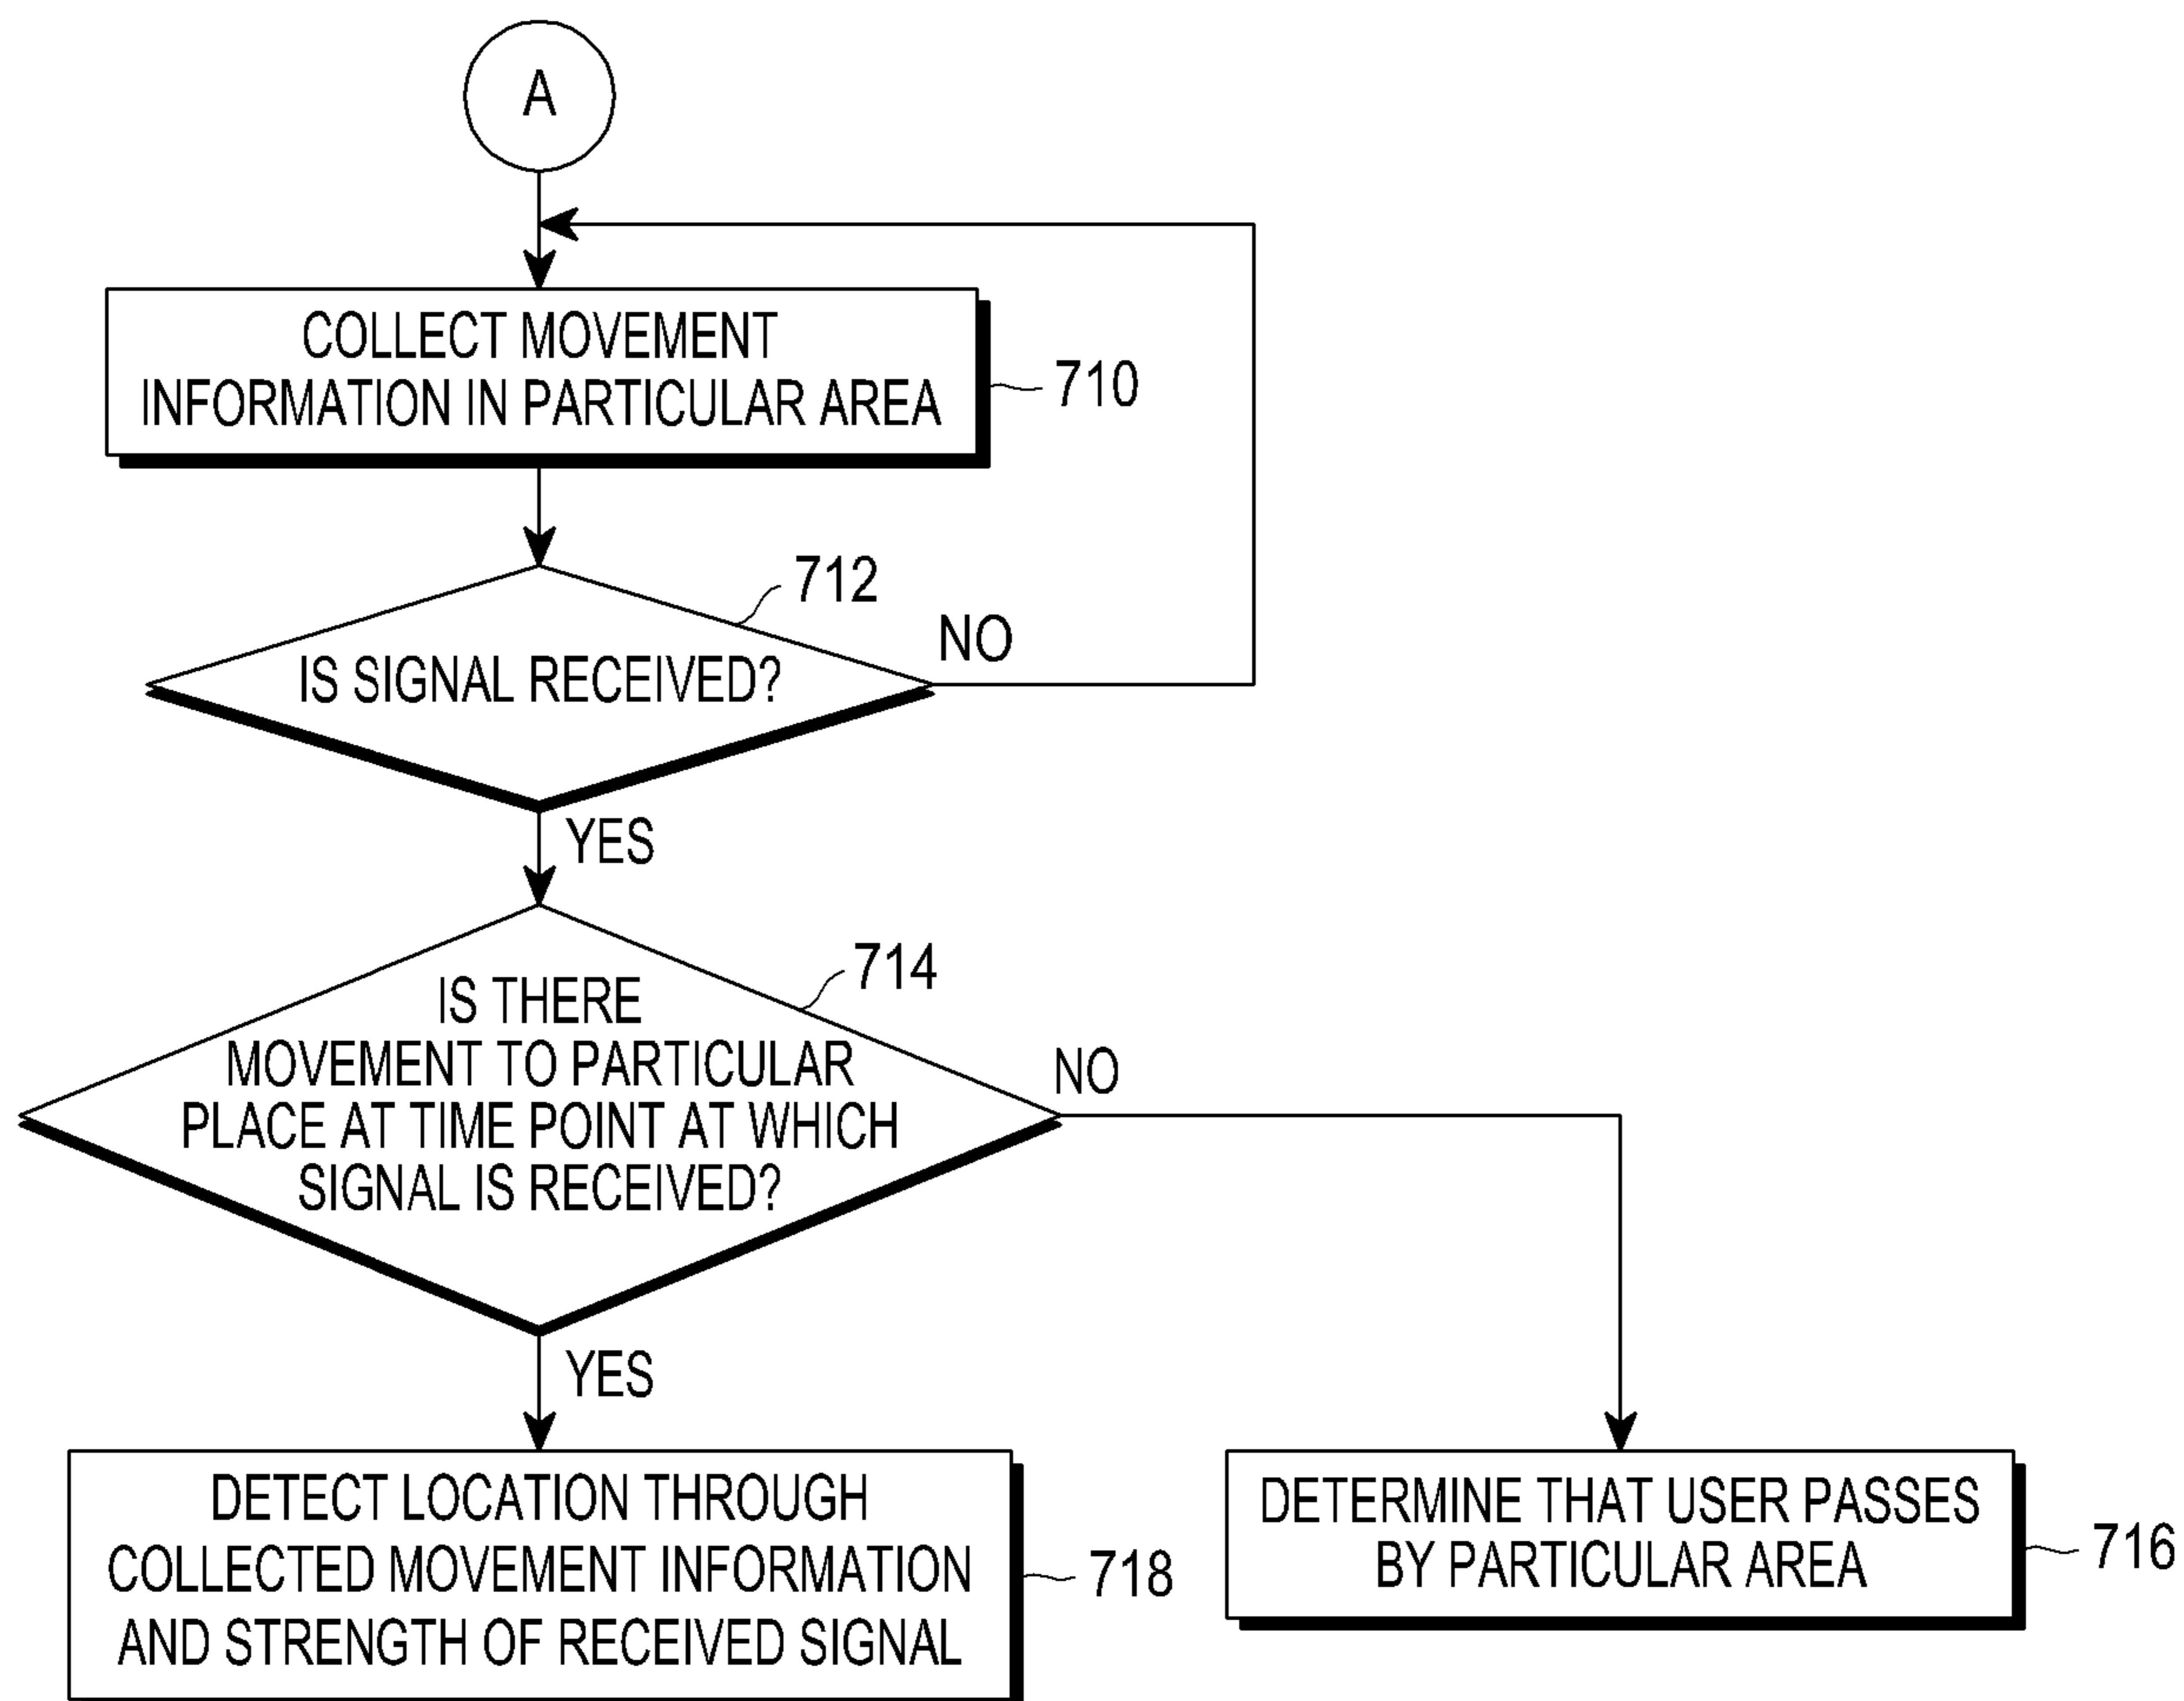 A
COLLECT MOVEMENT
INFORMATION IN PARTICULAR AREA
710
712
IS SIGNAL RECEIVED?
NO
YES
714
IS THERE
MOVEMENT TO PARTICULAR
PLACE AT TIME POINT AT WHICH
SIGNAL IS RECEIVED?
NO
YES
DETECT LOCATION THROUGH
COLLECTED MOVEMENT INFORMATION
AND STRENGTH OF RECEIVED SIGNAL
718
DETERMINE THAT USER PASSES
BY PARTICULAR AREA
716